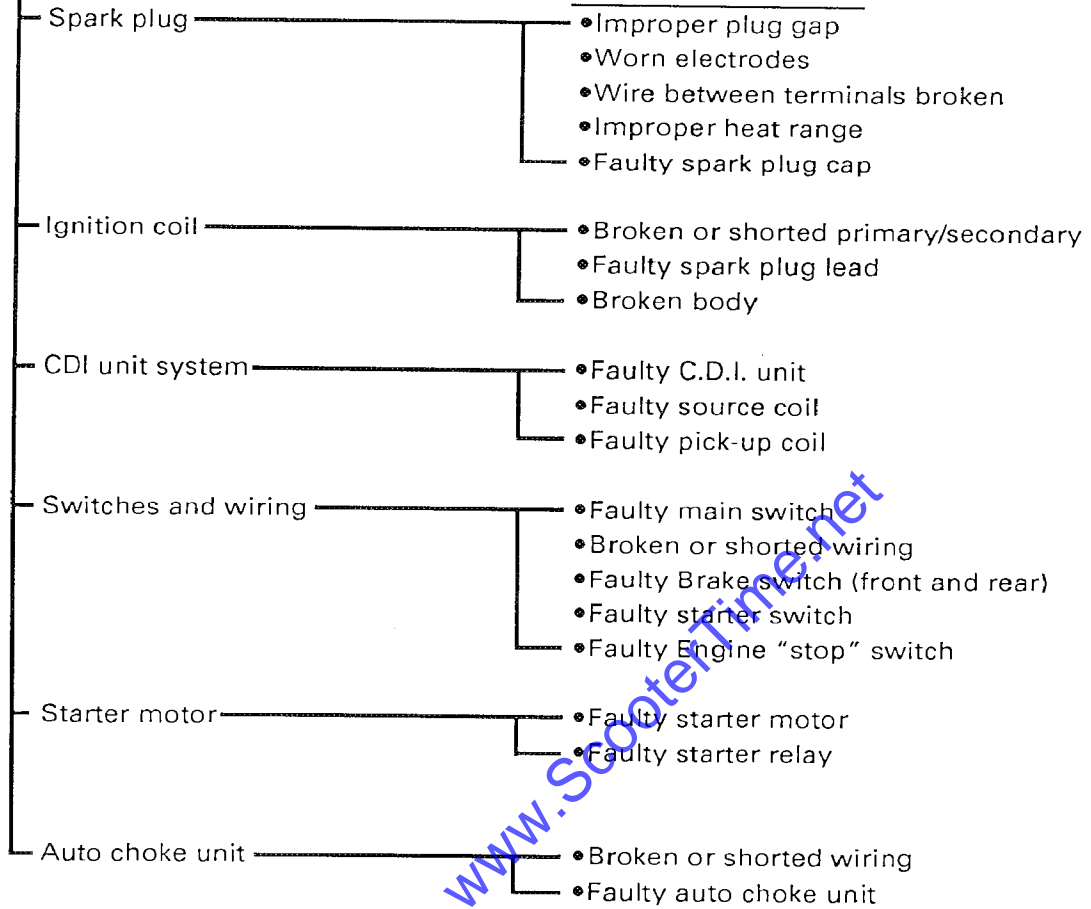 Spark plug
•Improper plug gap
•Worn electrodes
•Wire between terminals broken
•Improper heat range
•Faulty spark plug cap
Ignition coil
•Broken or shorted primary/secondary
•Faulty spark plug lead
•Broken body
CDI unit system
•Faulty C.D.I. unit
•Faulty source coil
•Faulty pick-up coil
Switches and wiring
•Faulty main switch
•Broken or shorted wiring
•Faulty Brake switch (front and rear)
•Faulty starter switch
•Faulty Engine "stop" switch
Starter motor
•Faulty starter motor
•Faulty starter relay
Auto choke unit
•Broken or shorted wiring
•Faulty auto choke unit
www.ScooterTime.net